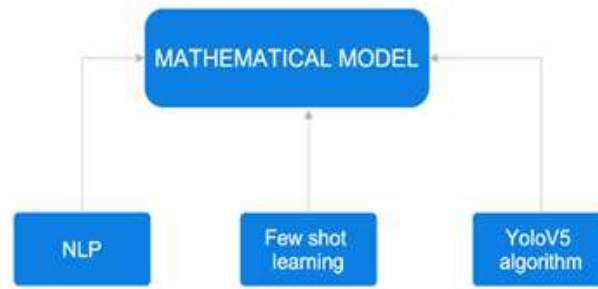 MATHEMATICAL MODEL
NLP
Few shot
learning
YoloV5
algorithm